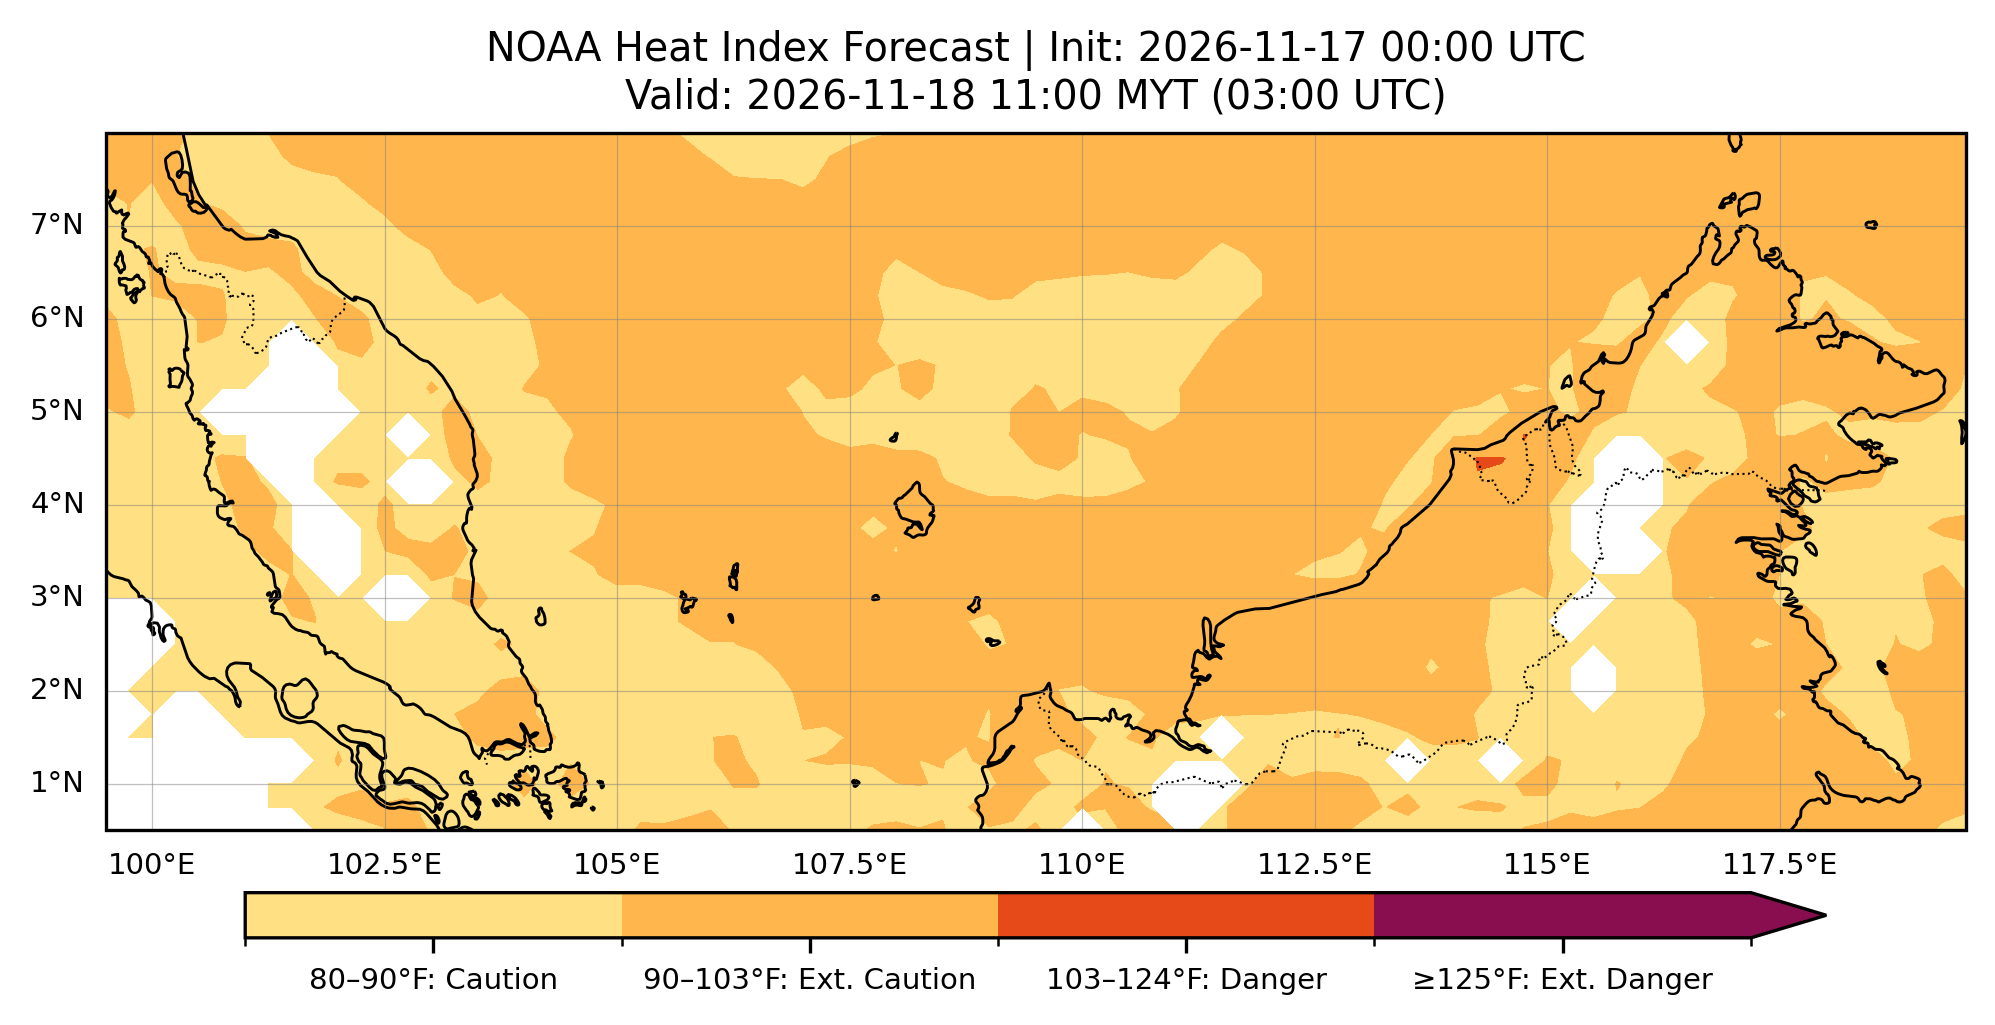 NOAA Heat Index Forecast | Init: 2026-11-17 00:00 UTC
Valid: 2026-11-18 11:00 MYT (03:00 UTC)
7°N
6°N
5°N
4°N
3°N
2°N
1°N
100°E 102.5°E 105°E 107.5°E 110°E 112.5°E 115°E 117.5°E
80–90°F: Caution 90–103°F: Ext. Caution 103–124°F: Danger ≥125°F: Ext. Danger